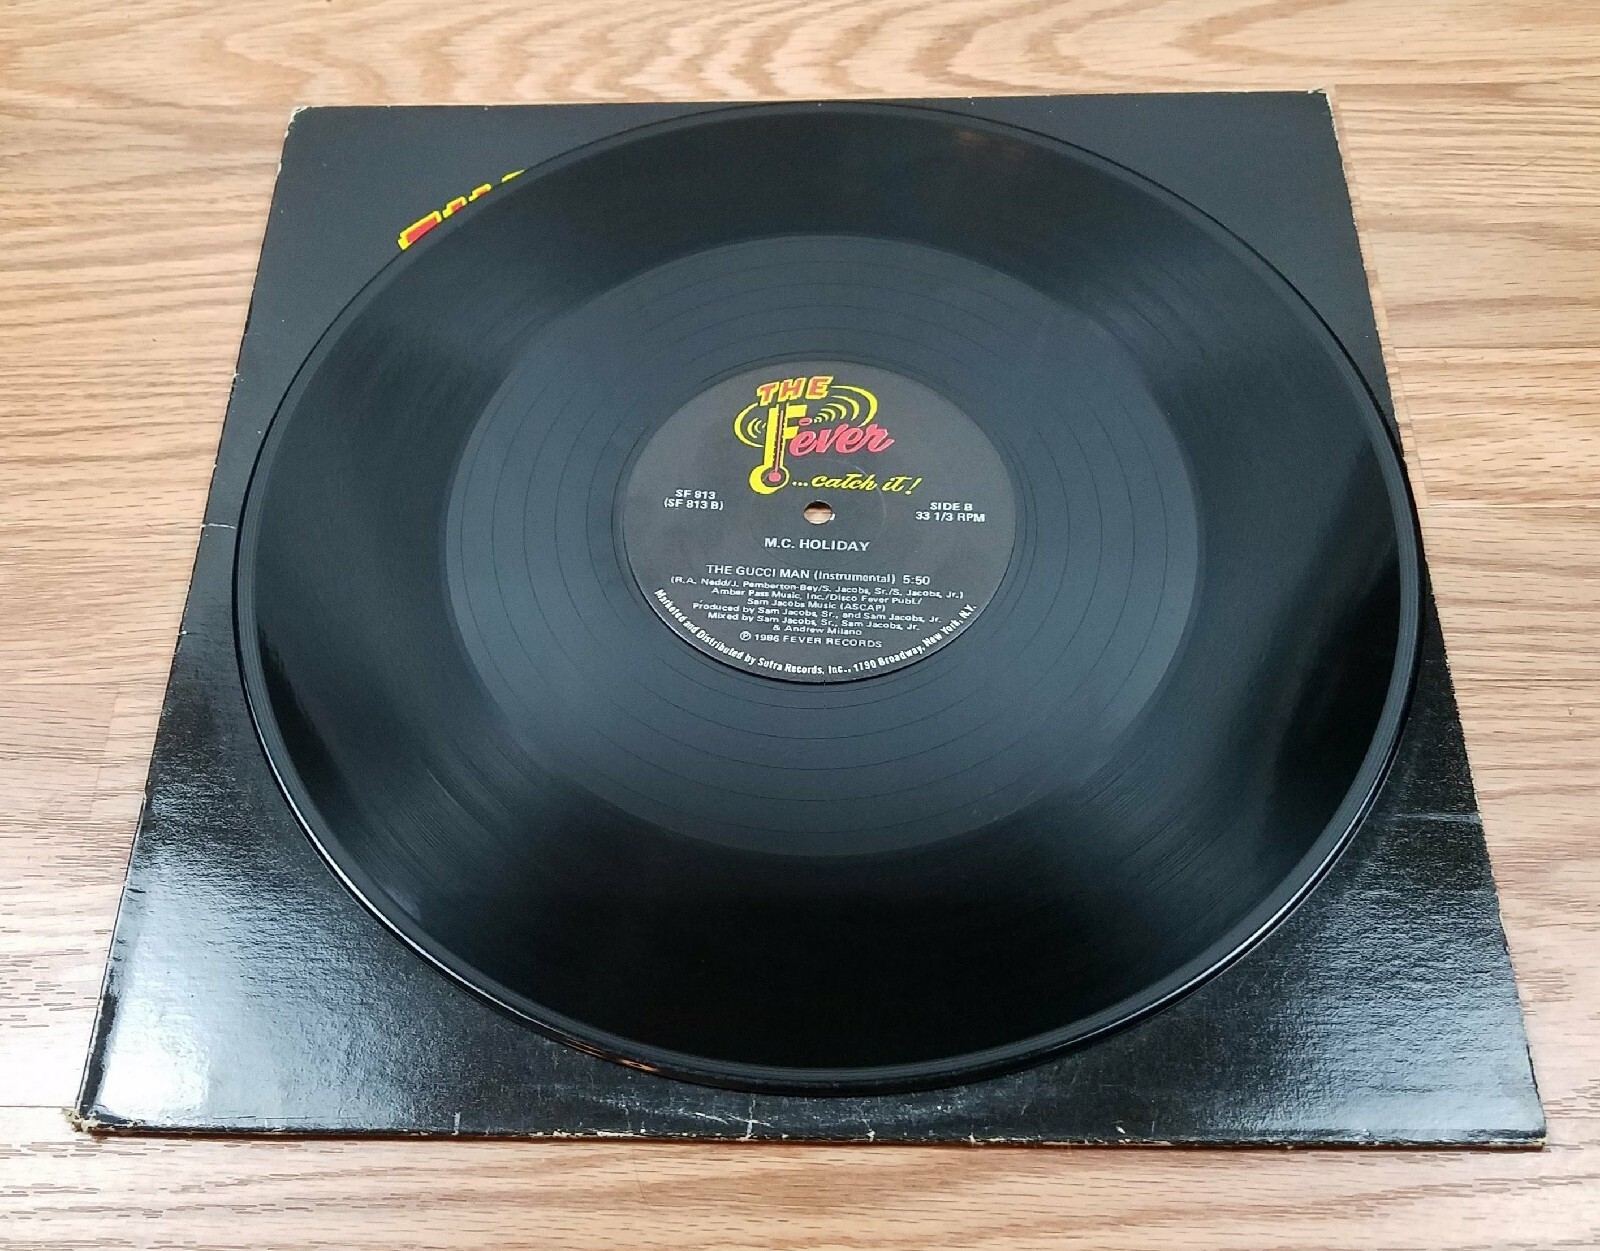 THE
Fever
...catch it!
SF 813
(SF 813 B)
SIDE B
33 1/3 RPM
M.C. HOLIDAY
THE GUCCI MAN (Instrumental) 5:50
(R.A. Nedd/J. Pemberton-Bey/S. Jacobs, Sr./S. Jacobs, Jr.)
Amber Pass Music, Inc./Disco Fever Publ./
Sam Jacobs Music (ASCAP)
Produced by Sam Jacobs, Sr., and Sam Jacobs, Jr.
Mixed by Sam Jacobs, Sr., Sam Jacobs, Jr.
& Andrew Milano
℗ 1986 FEVER RECORDS
Marketed and Distributed by Sutra Records, Inc., 1790 Broadway, New York, N.Y.